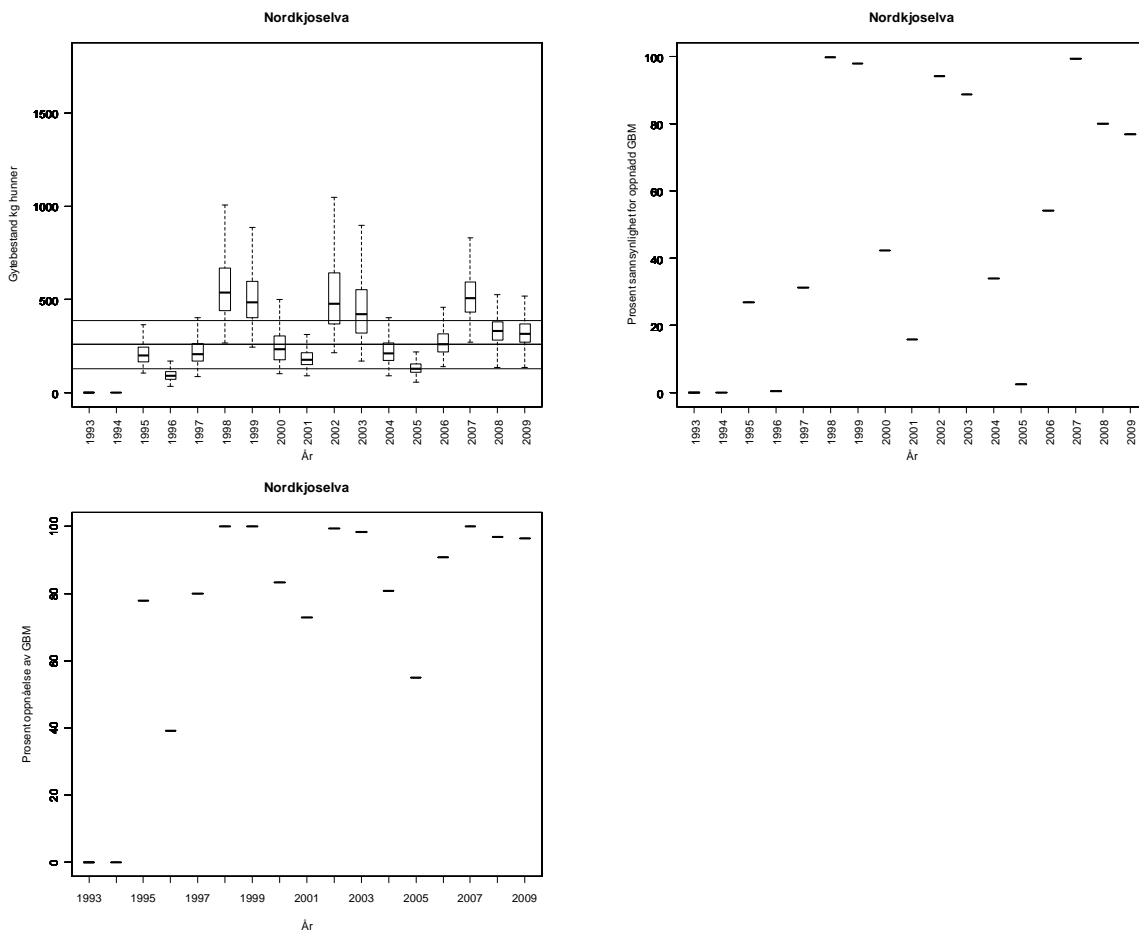 Nordkjoselva
Gytebestand kg hunner
1500
1000
500
0
1993 1994 1995 1996 1997 1998 1999 2000 2001 2002 2003 2004 2005 2006 2007 2008 2009
År
Nordkjoselva
Prosent sannsynlighet for oppnådd GBM
100
80
60
40
20
0
1993 1994 1995 1996 1997 1998 1999 2000 2001 2002 2003 2004 2005 2006 2007 2008 2009
År
Nordkjoselva
Prosent oppnåelse av GBM
100
80
60
40
20
0
1993 1995 1997 1999 2001 2003 2005 2007 2009
År